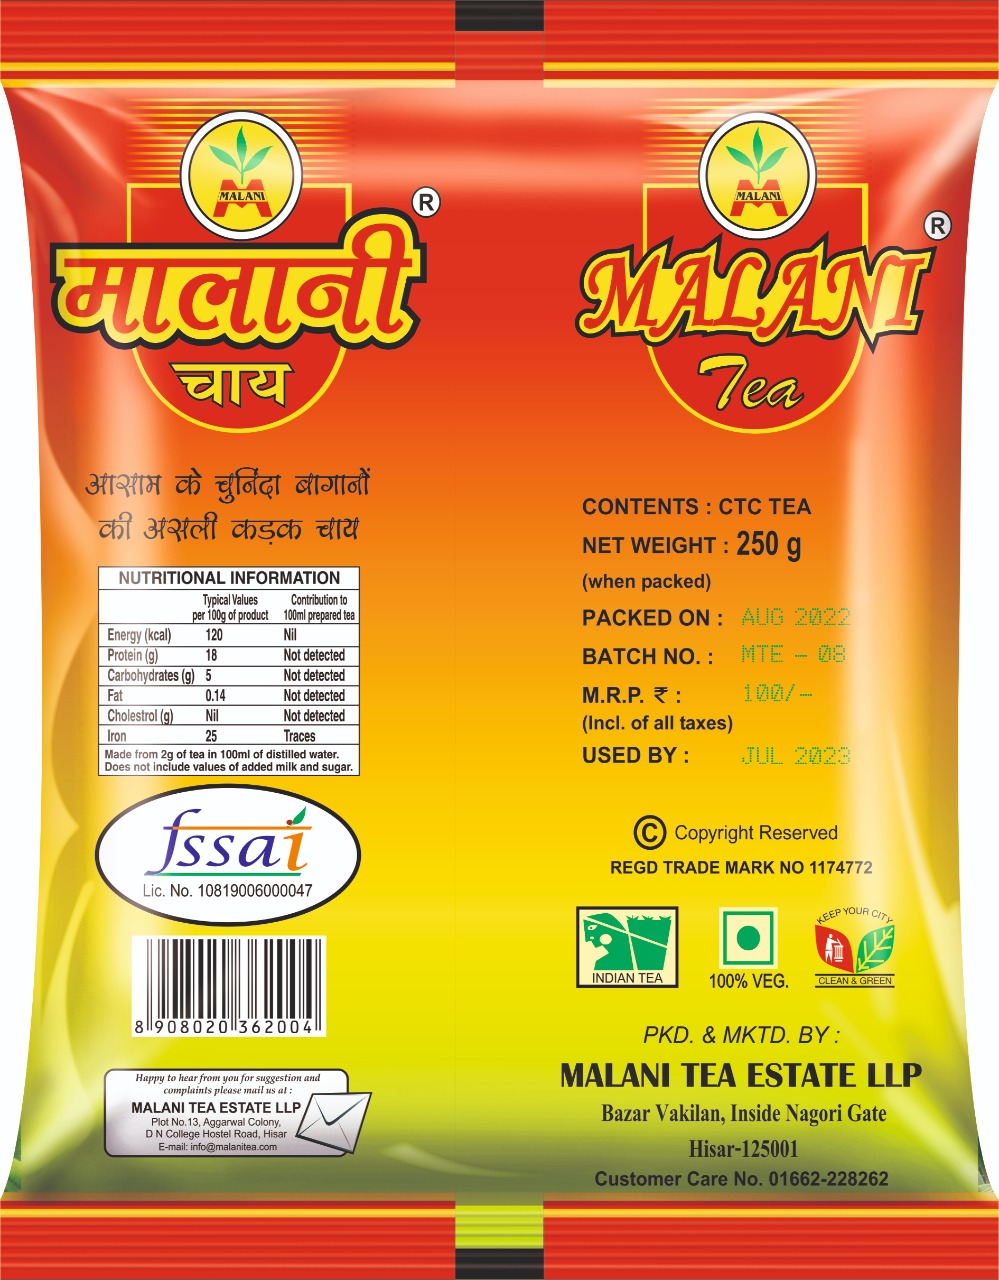 MALANI
मालानी
®
चाय
आसाम के चुनिंदा बागानों
की असली कड़क चाय
NUTRITIONAL INFORMATION
Typical Values per 100g of product Contribution to 100ml prepared tea
Energy (kcal) 120 Nil
Protein (g) 18 Not detected
Carbohydrates (g) 5 Not detected
Fat 0.14 Not detected
Cholestrol (g) Nil Not detected
Iron 25 Traces
Made from 2g of tea in 100ml of distilled water.
Does not include values of added milk and sugar.
fssai
Lic. No. 10819006000047
8 908020 362004
Happy to hear from you for suggestion and
complaints please mail us at :
MALANI TEA ESTATE LLP
Plot No.13, Aggarwal Colony,
D N College Hostel Road, Hisar
E-mail: info@malanitea.com
MALANI
MALANI
®
Tea
CONTENTS : CTC TEA
NET WEIGHT : 250 g
(when packed)
PACKED ON : AUG 2022
BATCH NO. : MTE - 08
M.R.P. ₹ : 100/-
(Incl. of all taxes)
USED BY : JUL 2023
© Copyright Reserved
REGD TRADE MARK NO 1174772
INDIAN TEA
100% VEG.
KEEP YOUR CITY
CLEAN & GREEN
PKD. & MKTD. BY :
MALANI TEA ESTATE LLP
Bazar Vakilan, Inside Nagori Gate
Hisar-125001
Customer Care No. 01662-228262